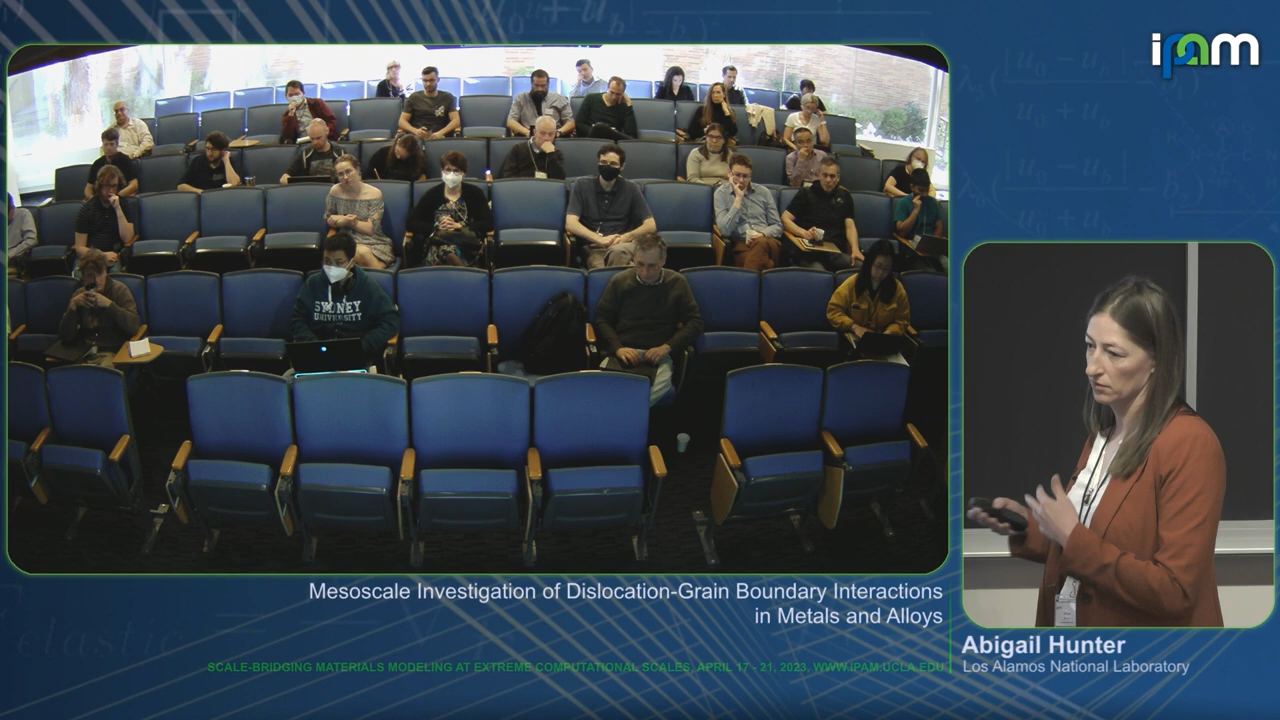 ipam
SYDNEY
UNIVERSITY
Mesoscale Investigation of Dislocation-Grain Boundary Interactions
in Metals and Alloys
Abigail Hunter
Los Alamos National Laboratory
SCALE-BRIDGING MATERIALS MODELING AT EXTREME COMPUTATIONAL SCALES, APRIL 17 - 21, 2023, WWW.IPAM.UCLA.EDU
elastic